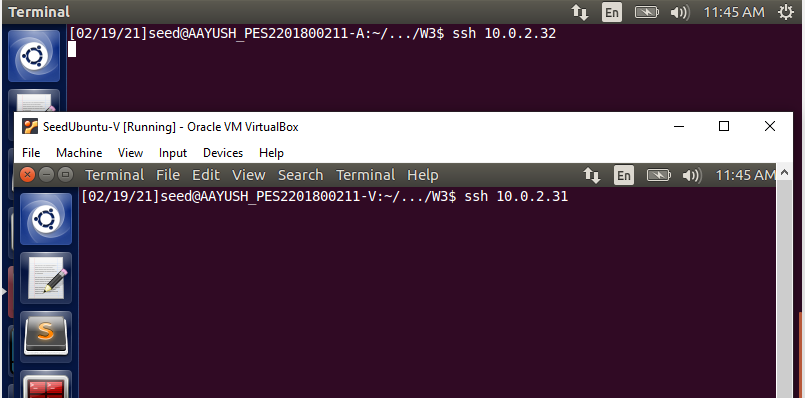 Terminal En 11:45 AM
[02/19/21]seed@AAYUSH_PES2201800211-A:~/.../W3$ ssh 10.0.2.32
SeedUbuntu-V [Running] - Oracle VM VirtualBox
File Machine View Input Devices Help
Terminal File Edit View Search Terminal Help En 11:45 AM
[02/19/21]seed@AAYUSH_PES2201800211-V:~/.../W3$ ssh 10.0.2.31